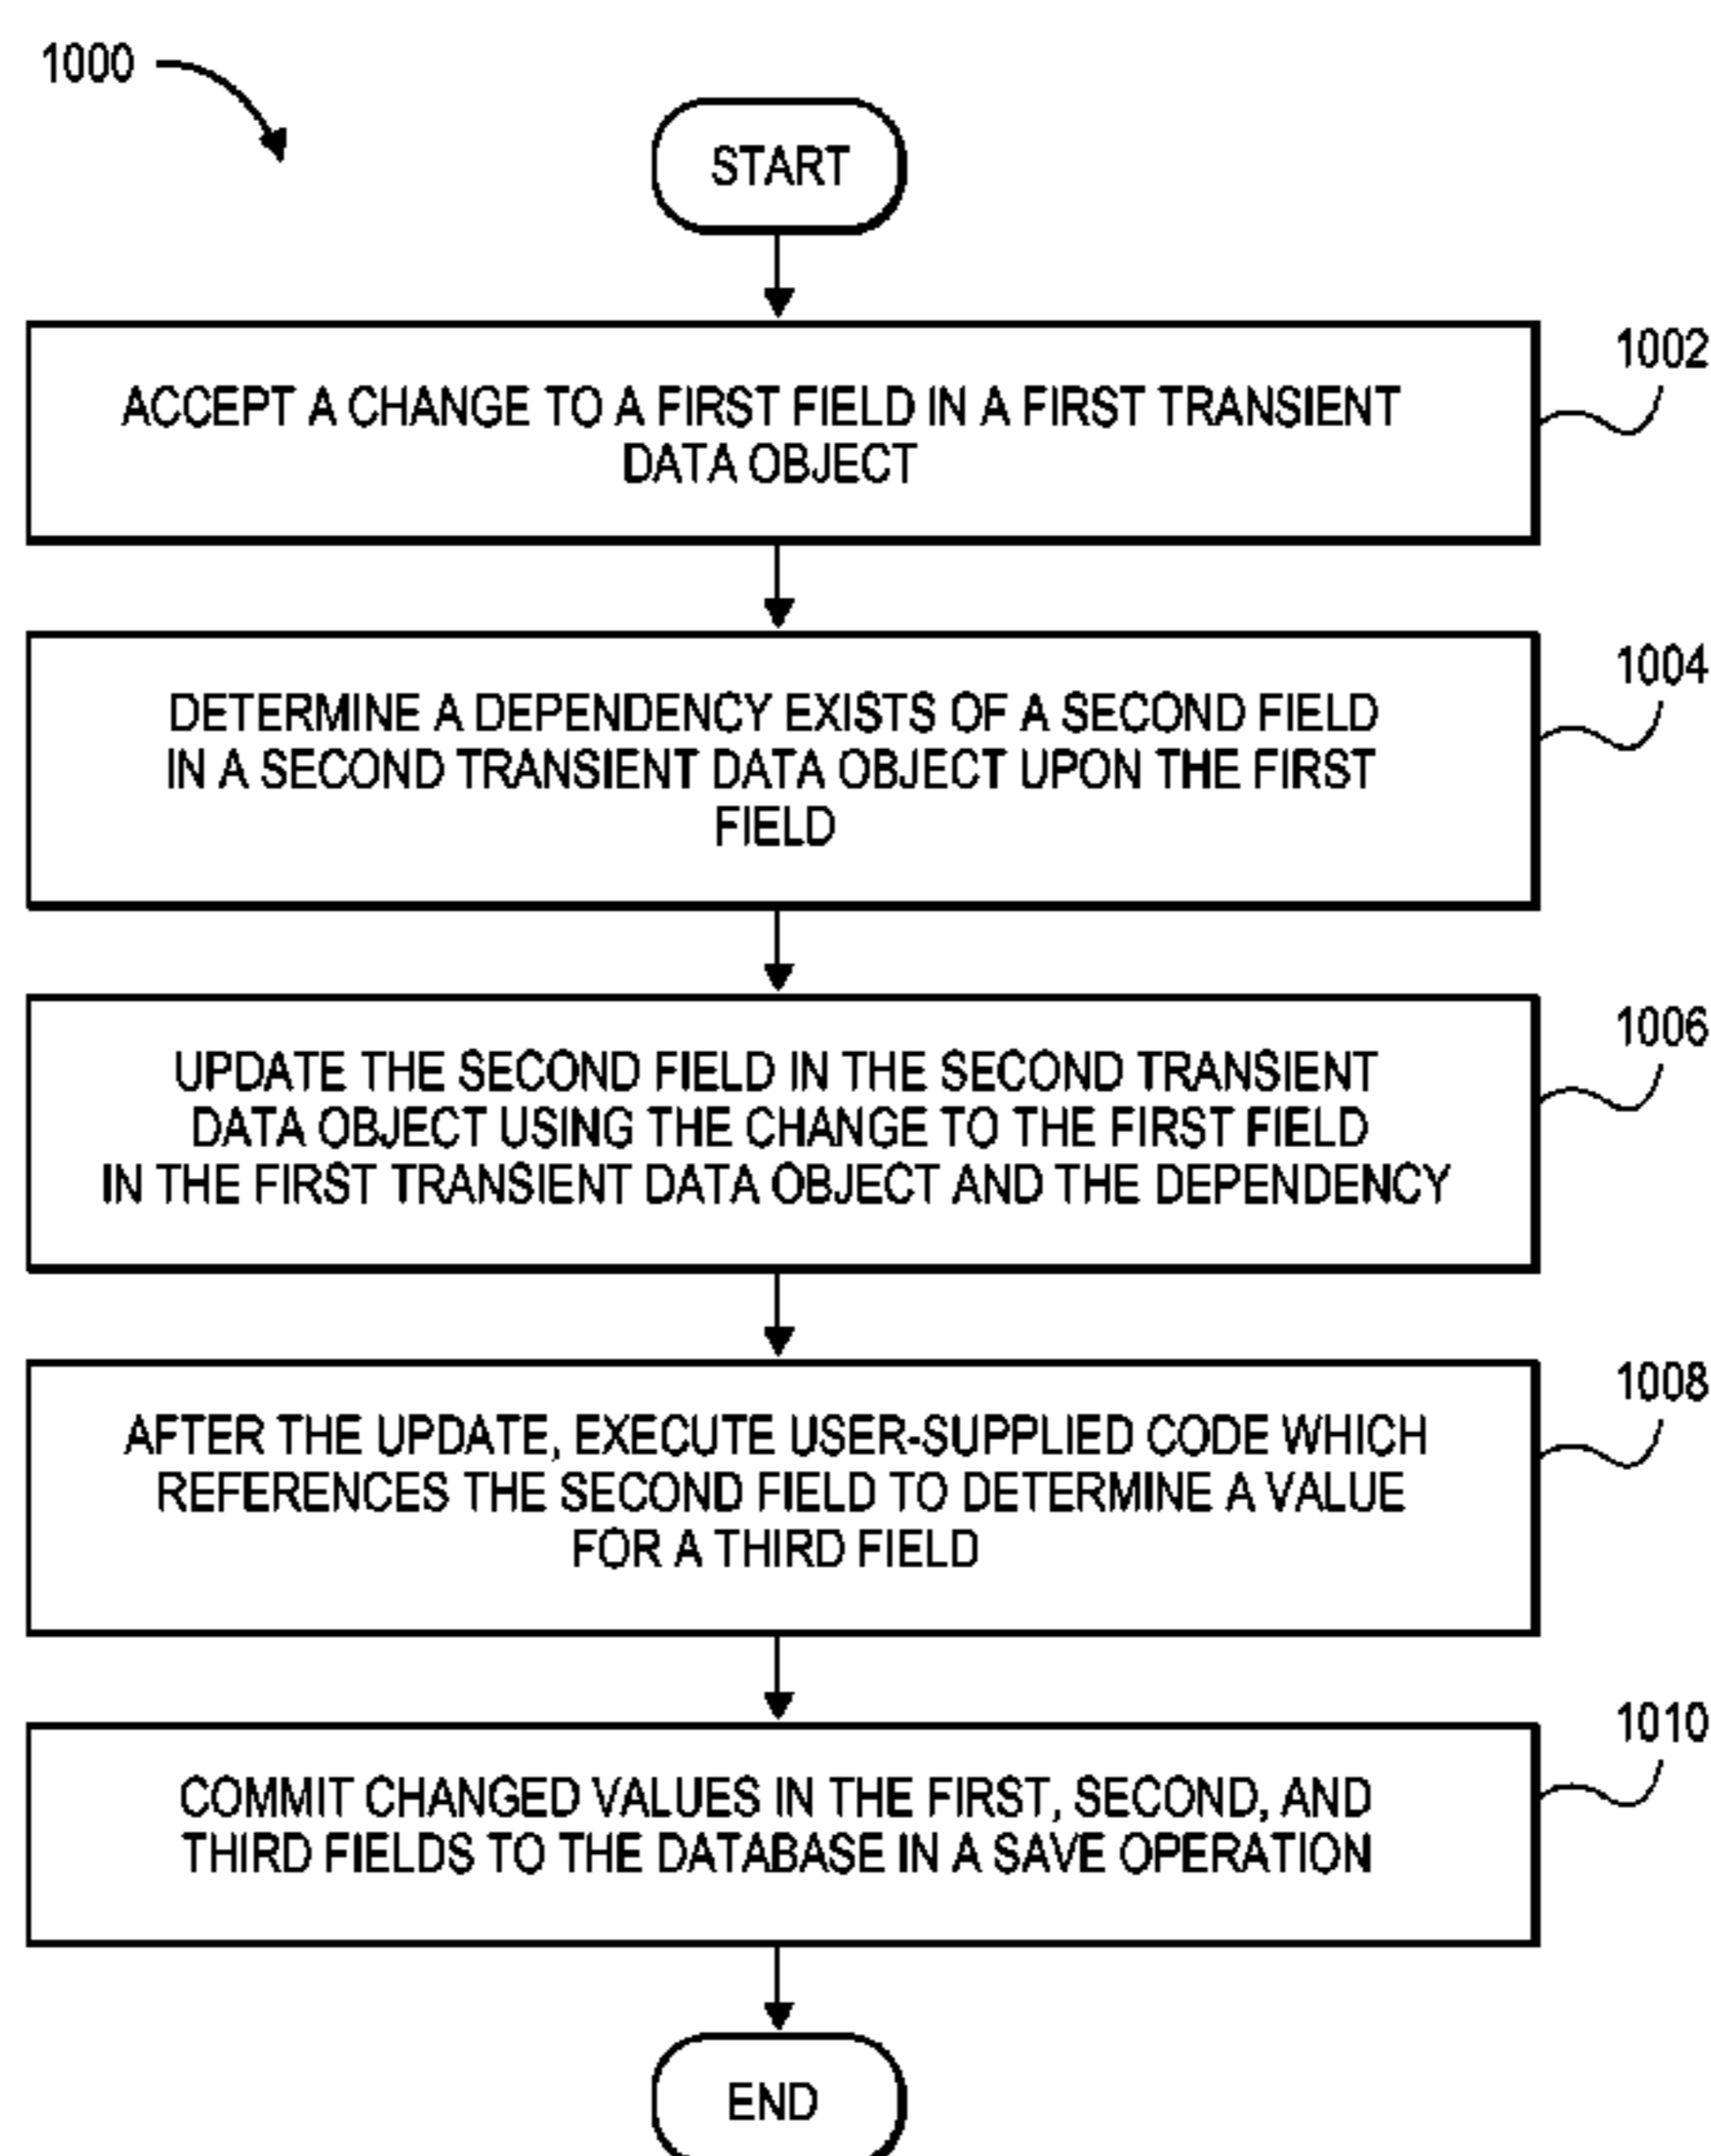 1000
START
1002
ACCEPT A CHANGE TO A FIRST FIELD IN A FIRST TRANSIENT
DATA OBJECT
1004
DETERMINE A DEPENDENCY EXISTS OF A SECOND FIELD
IN A SECOND TRANSIENT DATA OBJECT UPON THE FIRST
FIELD
1006
UPDATE THE SECOND FIELD IN THE SECOND TRANSIENT
DATA OBJECT USING THE CHANGE TO THE FIRST FIELD
IN THE FIRST TRANSIENT DATA OBJECT AND THE DEPENDENCY
1008
AFTER THE UPDATE, EXECUTE USER-SUPPLIED CODE WHICH
REFERENCES THE SECOND FIELD TO DETERMINE A VALUE
FOR A THIRD FIELD
1010
COMMIT CHANGED VALUES IN THE FIRST, SECOND, AND
THIRD FIELDS TO THE DATABASE IN A SAVE OPERATION
END